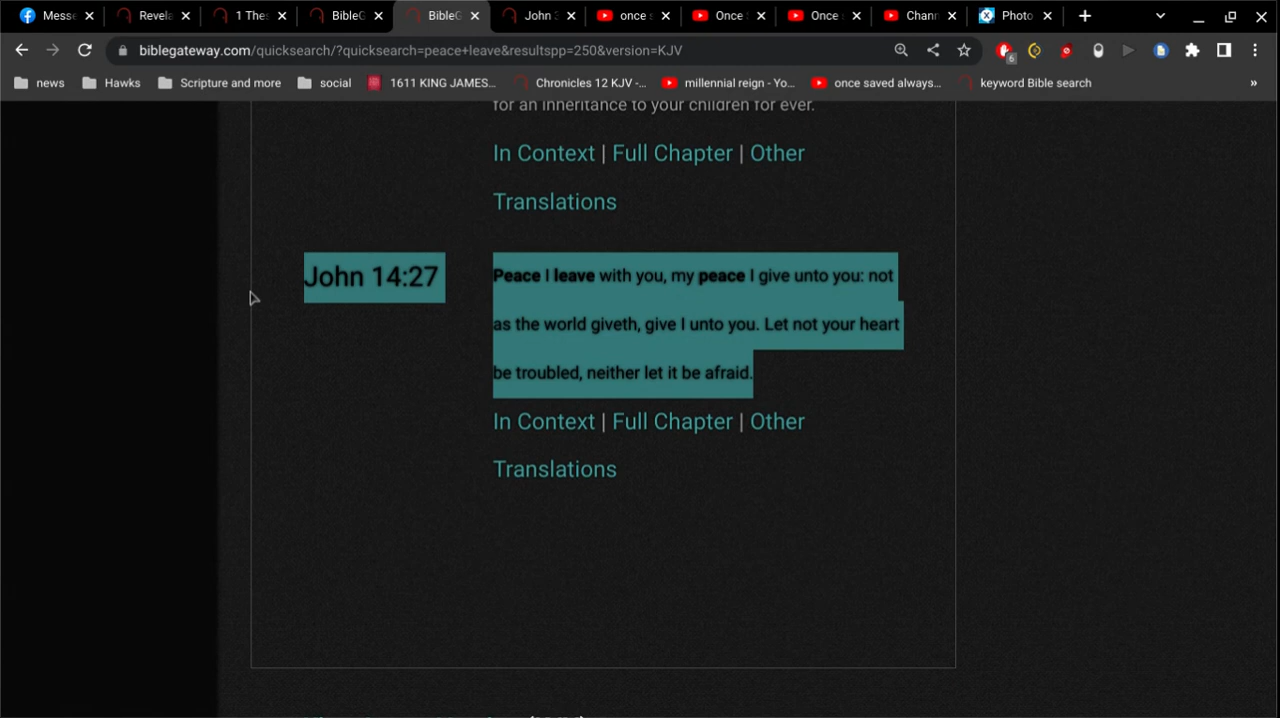 Messe
Revela
1 Thes
BibleG
BibleG
John 3
once s
Once S
Once s
Chann
Photo
biblegateway.com/quicksearch/?quicksearch=peace+leave&resultspp=250&version=KJV
6
news
Hawks
Scripture and more
social
1611 KING JAMES...
Chronicles 12 KJV -...
millennial reign - Yo...
once saved always...
keyword Bible search
»
for an inheritance to your children for ever.
In Context | Full Chapter | Other
Translations
John 14:27
Peace I leave with you, my peace I give unto you: not
as the world giveth, give I unto you. Let not your heart
be troubled, neither let it be afraid.
In Context | Full Chapter | Other
Translations